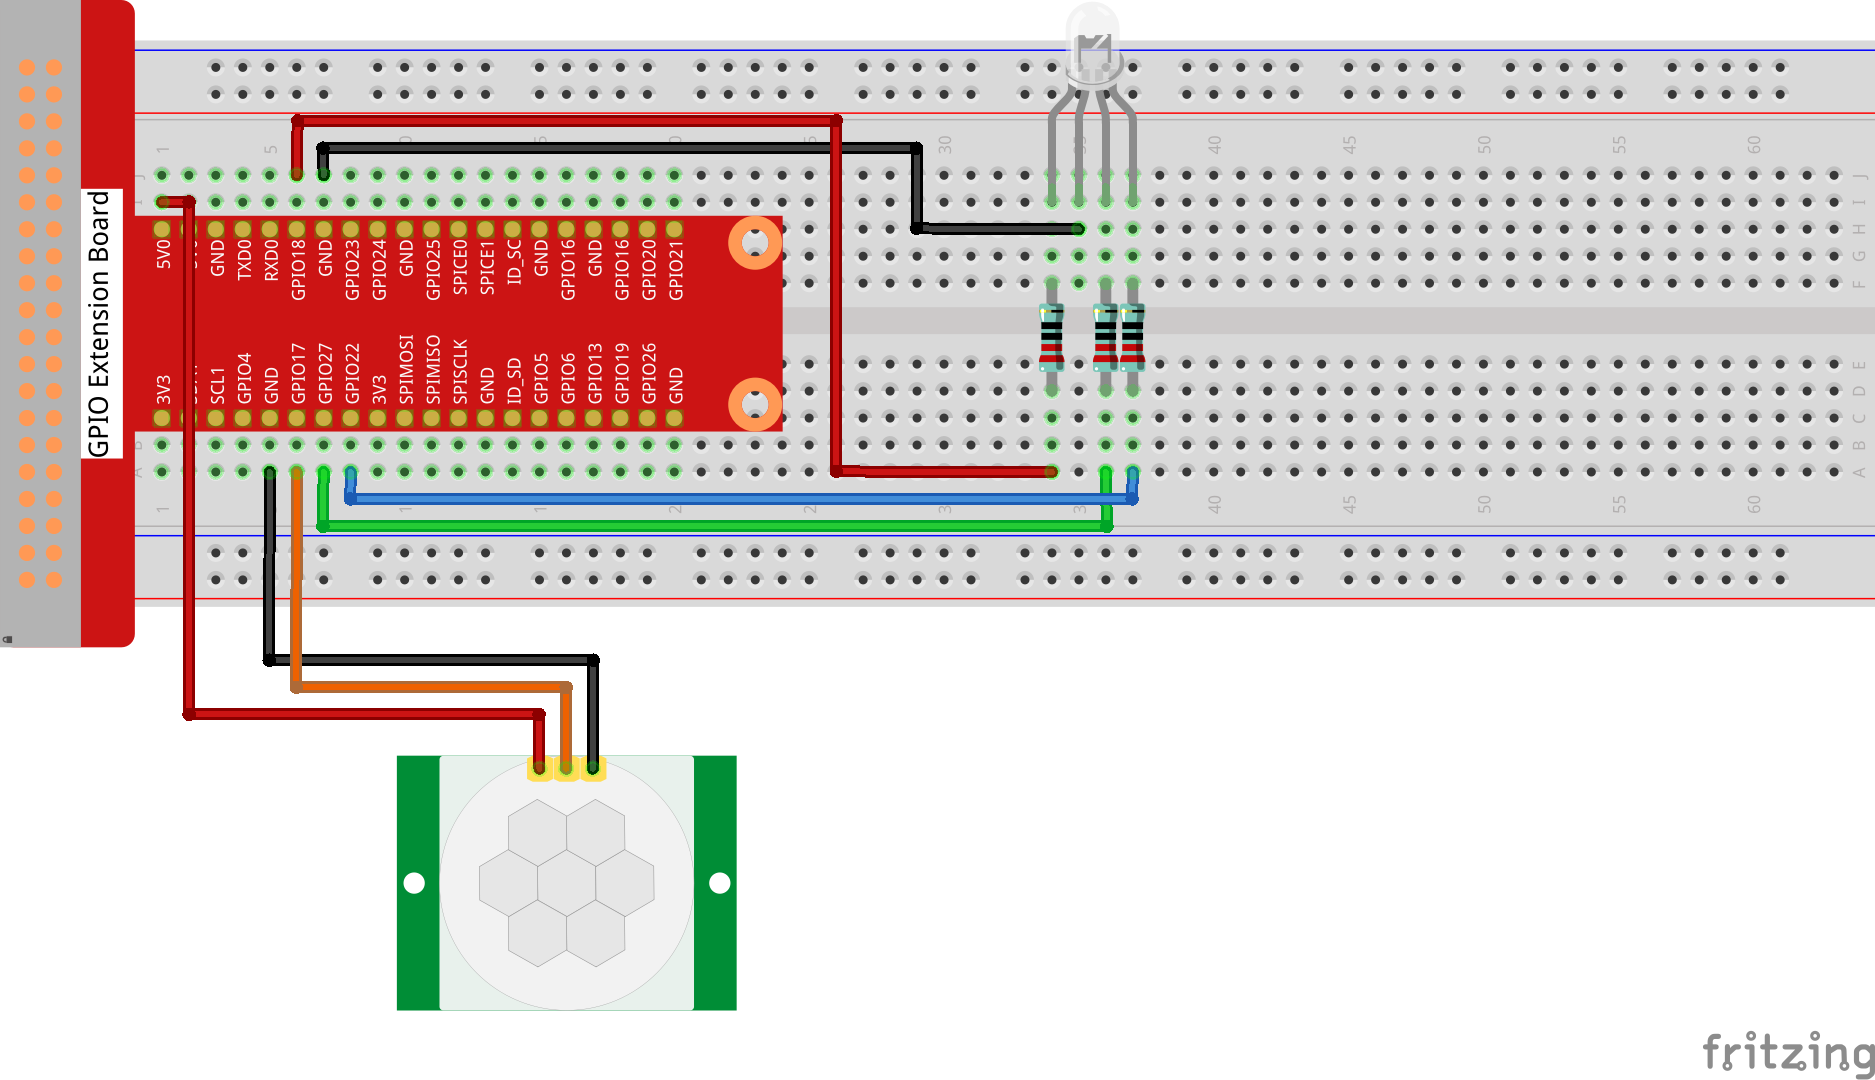 GPIO Extension Board
1 5 40 45 50 55 60
J J
I I
H
G
F
5V0 GND TXD0 RXD0 GPIO18 GND GPIO23 GPIO24 GND GPIO25 SPICE0 SPICE1 ID_SC GND GPIO16 GND GPIO16 GPIO20 GPIO21
3V3 SCL1 GPIO4 GND GPIO17 GPIO27 GPIO22 3V3 SPIMOSI SPIMISO SPISCLK GND ID_SD GPIO5 GPIO6 GPIO13 GPIO19 GPIO26 GND
E
D
C
B B
A A
1 40 45 50 55 60
fritzing